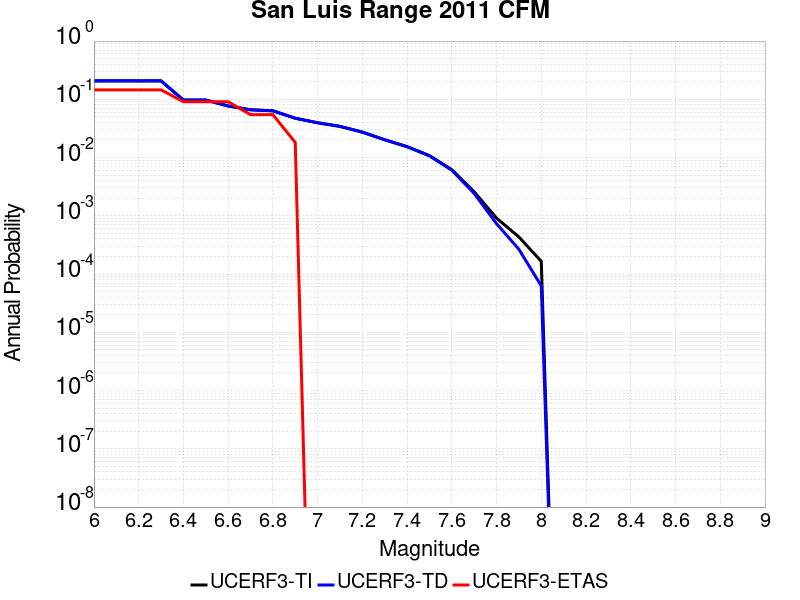 San Luis Range 2011 CFM
10^0
10^-1
10^-2
10^-3
10^-4
10^-5
10^-6
10^-7
10^-8
Annual Probability
6 6.2 6.4 6.6 6.8 7 7.2 7.4 7.6 7.8 8 8.2 8.4 8.6 8.8 9
Magnitude
UCERF3-TI UCERF3-TD UCERF3-ETAS